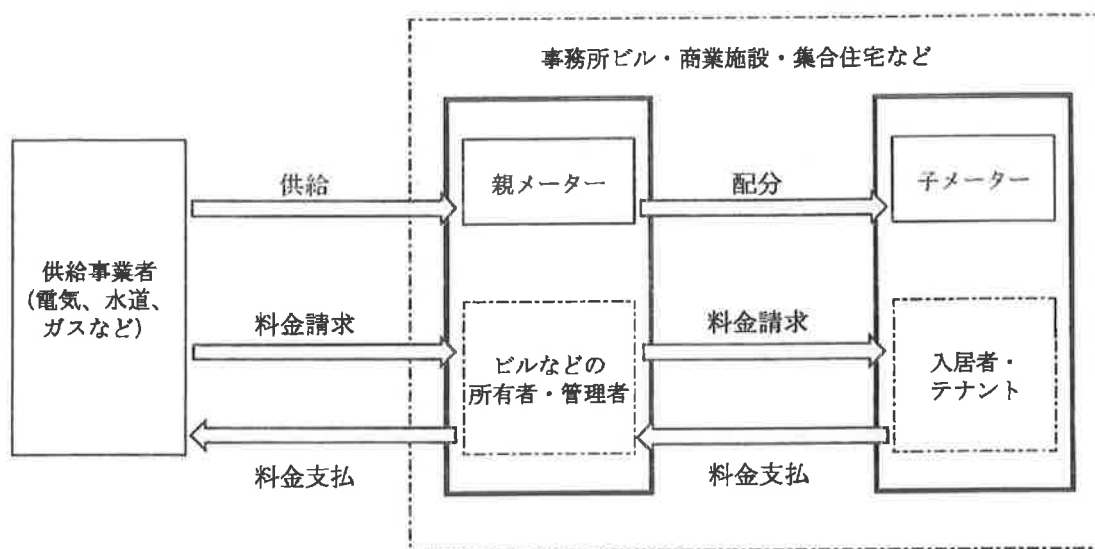 事務所ビル・商業施設・集合住宅など
供給
親メーター
配分
子メーター
供給事業者
(電気、水道、
ガスなど)
料金請求
ビルなどの
所有者・管理者
料金請求
入居者・
テナント
料金支払
料金支払